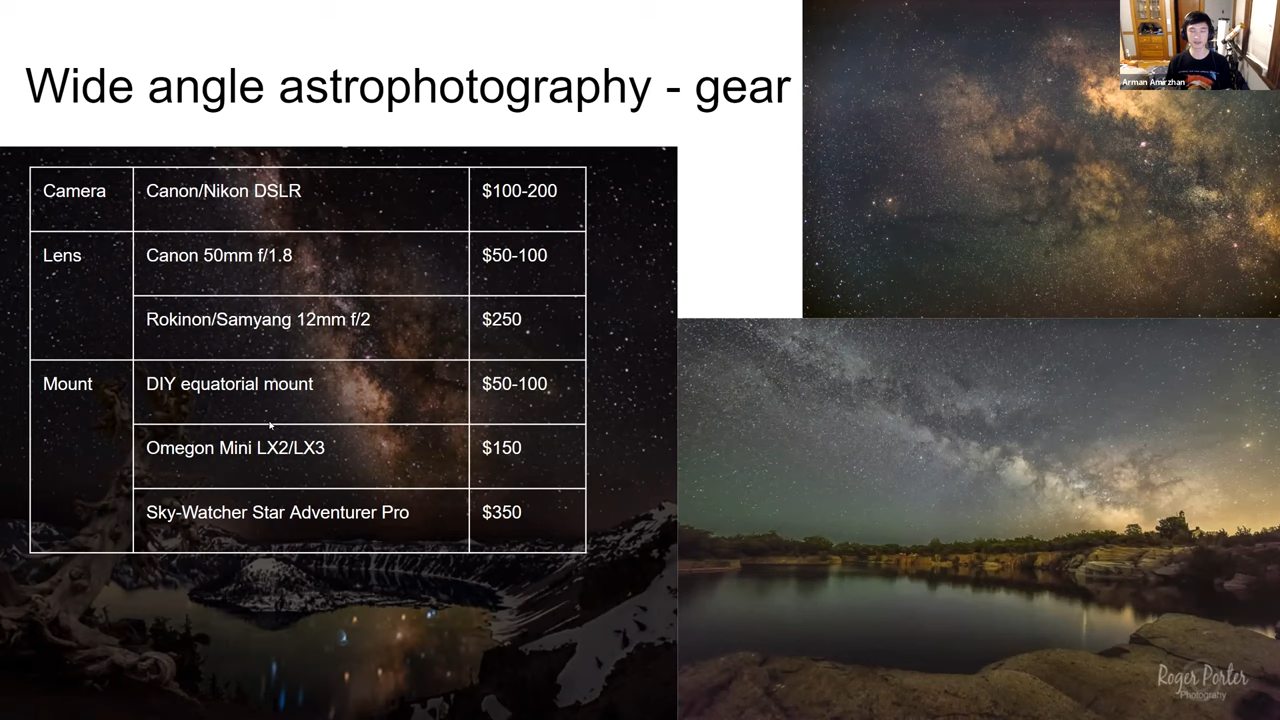 Wide angle astrophotography - gear
Arman Amirzhan
Camera Canon/Nikon DSLR $100-200
Lens Canon 50mm f/1.8 $50-100
Rokinon/Samyang 12mm f/2 $250
Mount DIY equatorial mount $50-100
Omegon Mini LX2/LX3 $150
Sky-Watcher Star Adventurer Pro $350
Roger Porter
Photography